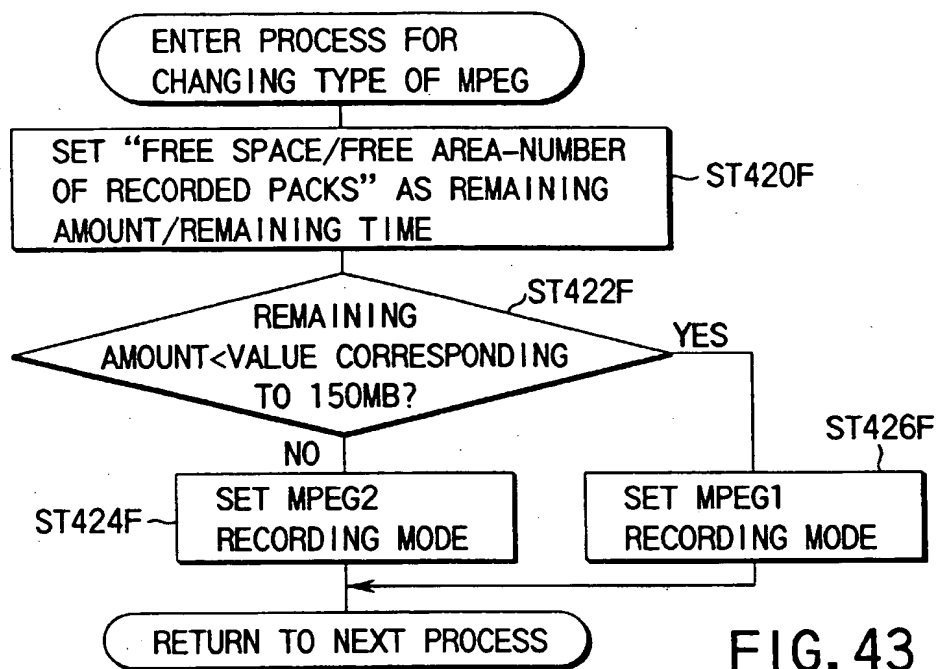 ENTER PROCESS FOR
CHANGING TYPE OF MPEG
SET “FREE SPACE/FREE AREA-NUMBER
OF RECORDED PACKS” AS REMAINING
AMOUNT/REMAINING TIME
ST420F
ST422F
REMAINING
AMOUNT<VALUE CORRESPONDING
TO 150MB?
YES
NO
ST426F
ST424F
SET MPEG2
RECORDING MODE
SET MPEG1
RECORDING MODE
RETURN TO NEXT PROCESS
FIG. 43